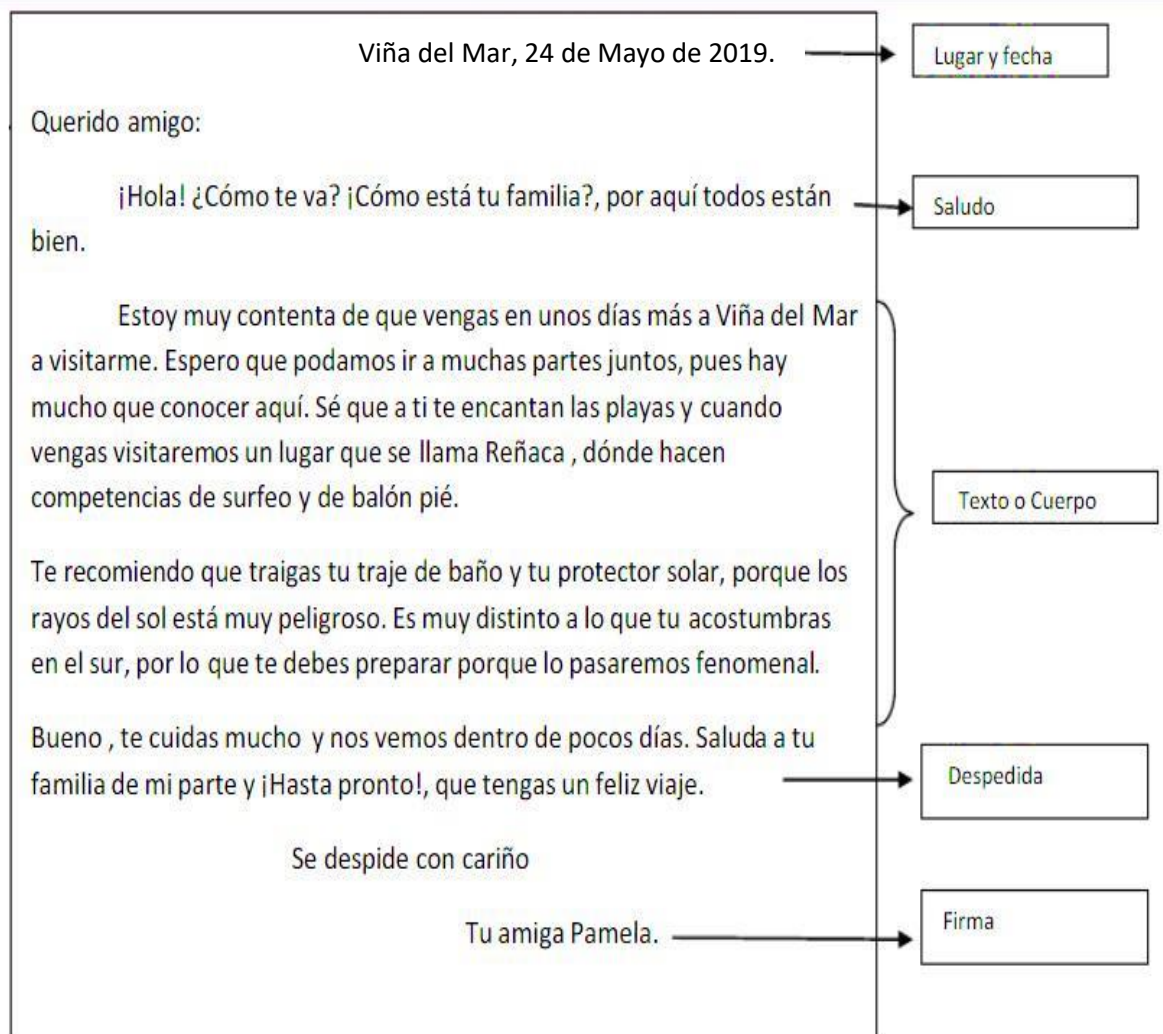 Viña del Mar, 24 de Mayo de 2019.
Lugar y fecha
Querido amigo:
¡Hola! ¿Cómo te va? ¡Cómo está tu familia?, por aquí todos están
bien.
Saludo
Estoy muy contenta de que vengas en unos días más a Viña del Mar
a visitarme. Espero que podamos ir a muchas partes juntos, pues hay
mucho que conocer aquí. Sé que a ti te encantan las playas y cuando
vengas visitaremos un lugar que se llama Reñaca , dónde hacen
competencias de surfeo y de balón pié.
Texto o Cuerpo
Te recomiendo que traigas tu traje de baño y tu protector solar, porque los
rayos del sol está muy peligroso. Es muy distinto a lo que tu acostumbras
en el sur, por lo que te debes preparar porque lo pasaremos fenomenal.
Bueno , te cuidas mucho y nos vemos dentro de pocos días. Saluda a tu
familia de mi parte y ¡Hasta pronto!, que tengas un feliz viaje.
Despedida
Se despide con cariño
Tu amiga Pamela.
Firma